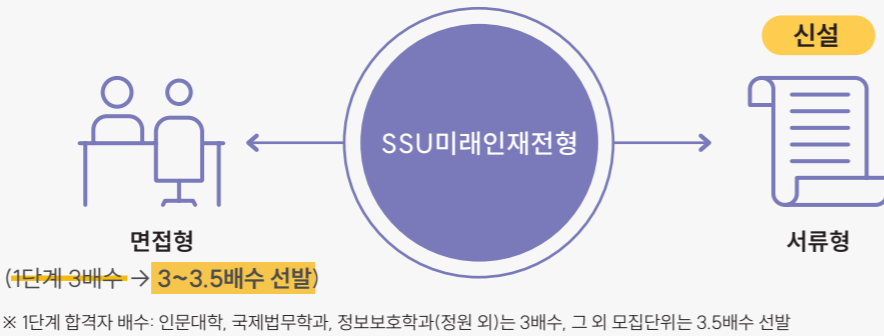 신설
SSU미래인재전형
면접형
서류형
(1단계 3배수 → 3~3.5배수 선발)
※ 1단계 합격자 배수: 인문대학, 국제법무학과, 정보보호학과(정원 외)는 3배수, 그 외 모집단위는 3.5배수 선발